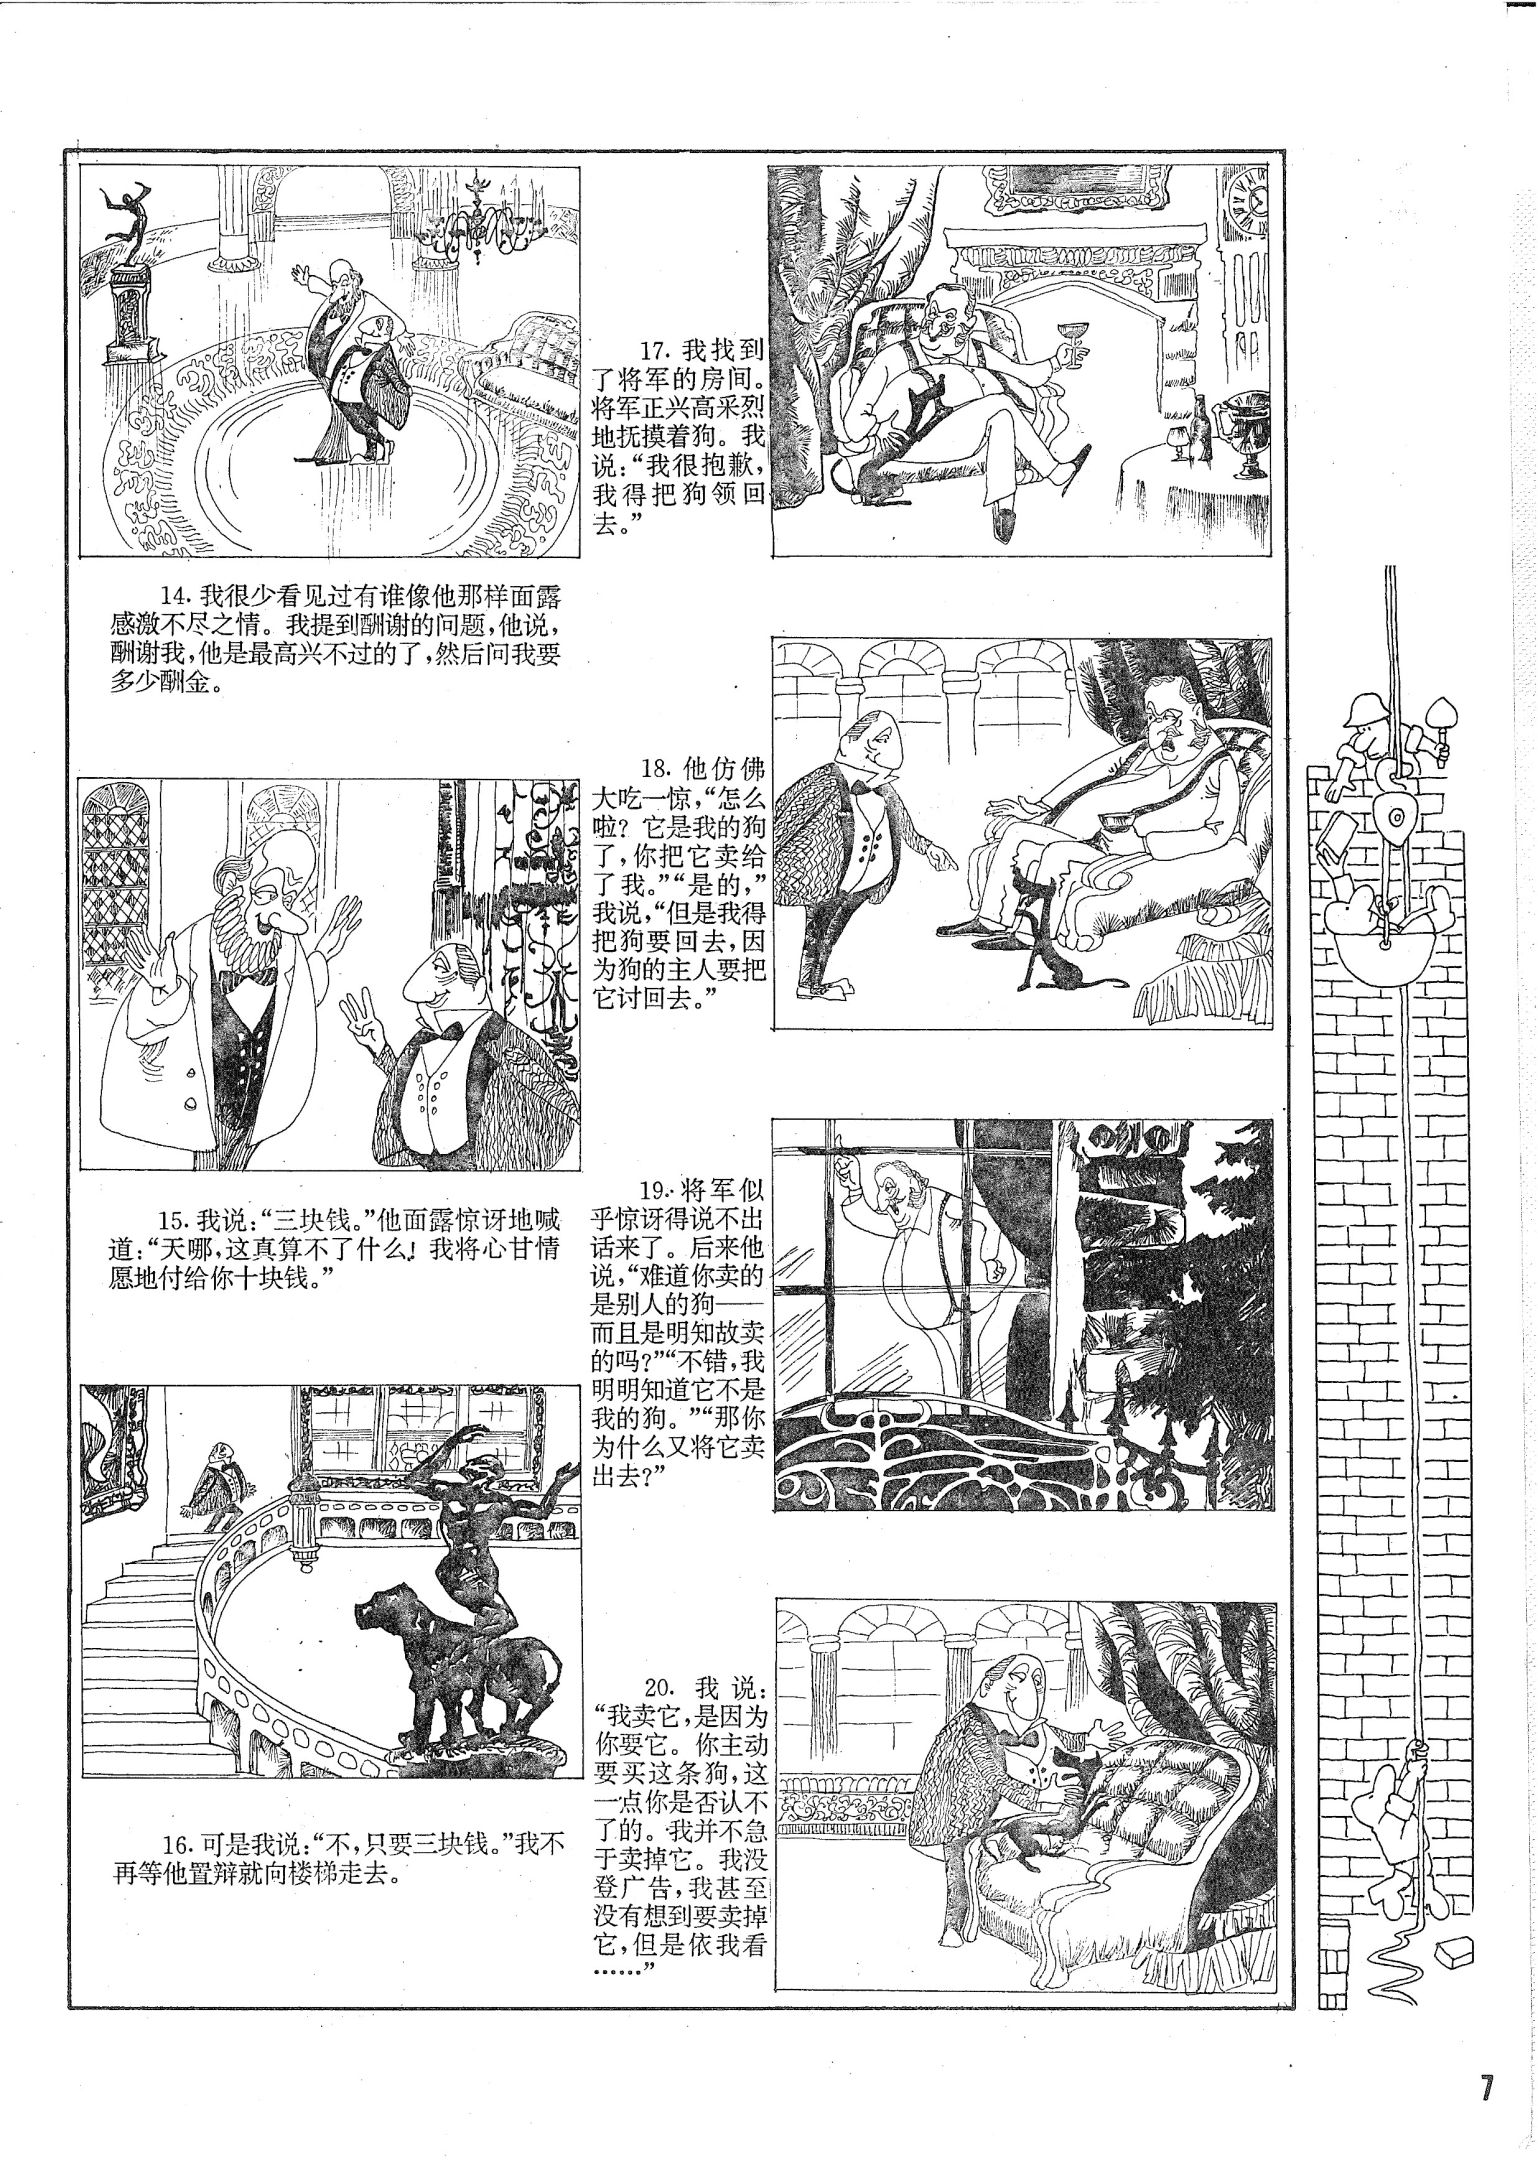 14. 我很少看见过有谁像他那样面露
感激不尽之情。我提到酬谢的问题，他说，
酬谢我，他是最高兴不过的了，然后问我要
多少酬金。
15. 我说：“三块钱。”他面露惊讶地喊
道：“天哪，这真算不了什么！我将心甘情
愿地付给你十块钱。”
16. 可是我说：“不，只要三块钱。”我不
再等他置辩就向楼梯走去。
17. 我找到
了将军的房间。
将军正兴高采烈
地抚摸着狗。我
说：“我很抱歉，
我得把狗领回
去。”
18. 他仿佛
大吃一惊，“怎么
啦？它是我的狗
了，你把它卖给
了我。”“是的，”
我说，“但是我得
把狗要回去，因
为狗的主人要把
它讨回去。”
19. 将军似
乎惊讶得说不出
话来了。后来他
说，“难道你卖的
是别人的狗——
而且是明知故卖
的吗？”“不错，我
明明知道它不是
我的狗。”“那你
为什么又将它卖
出去？”
20. 我说：
“我卖它，是因为
你要它。你主动
要买这条狗，这
一点你是否认不
了的。我并不急
于卖掉它。我没
登广告，我甚至
没有想到要卖掉
它，但是依我看
……”
7